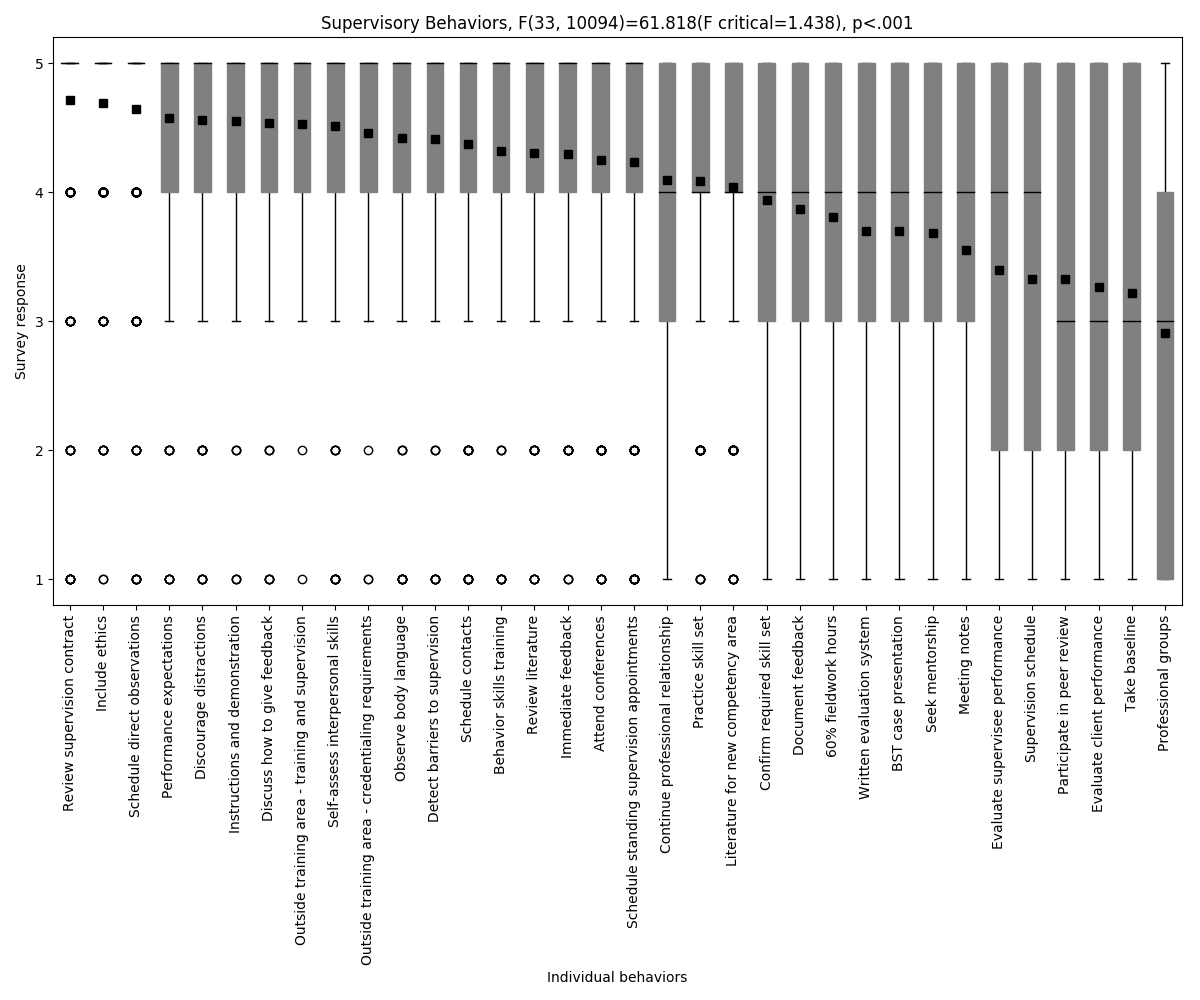 Supervisory Behaviors, F(33, 10094)=61.818(F critical=1.438), p<.001
5
4
3
2
1
Survey response
Review supervision contract
Include ethics
Schedule direct observations
Performance expectations
Discourage distractions
Instructions and demonstration
Discuss how to give feedback
Outside training area - training and supervision
Self-assess interpersonal skills
Outside training area - credentialing requirements
Observe body language
Detect barriers to supervision
Schedule contacts
Behavior skills training
Review literature
Immediate feedback
Attend conferences
Schedule standing supervision appointments
Continue professional relationship
Practice skill set
Literature for new competency area
Confirm required skill set
Document feedback
60% fieldwork hours
Written evaluation system
BST case presentation
Seek mentorship
Meeting notes
Evaluate supervisee performance
Supervision schedule
Participate in peer review
Evaluate client performance
Take baseline
Professional groups
Individual behaviors